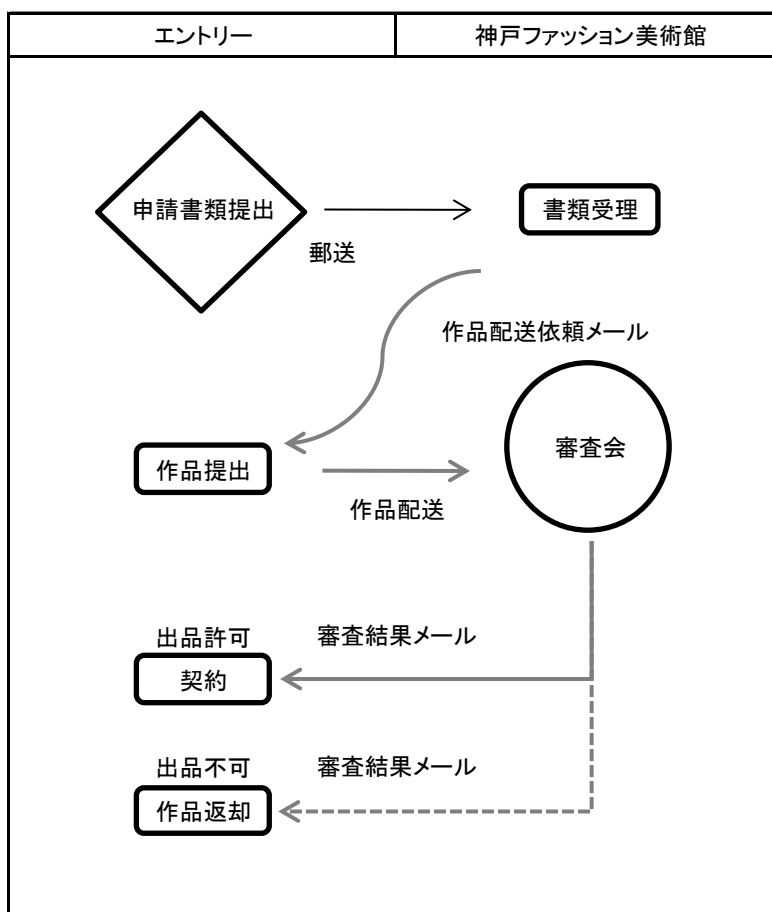 エントリー
神戸ファッション美術館
申請書類提出
書類受理
郵送
作品配送依頼メール
審査会
作品提出
作品配送
出品許可
審査結果メール
契約
出品不可
審査結果メール
作品返却